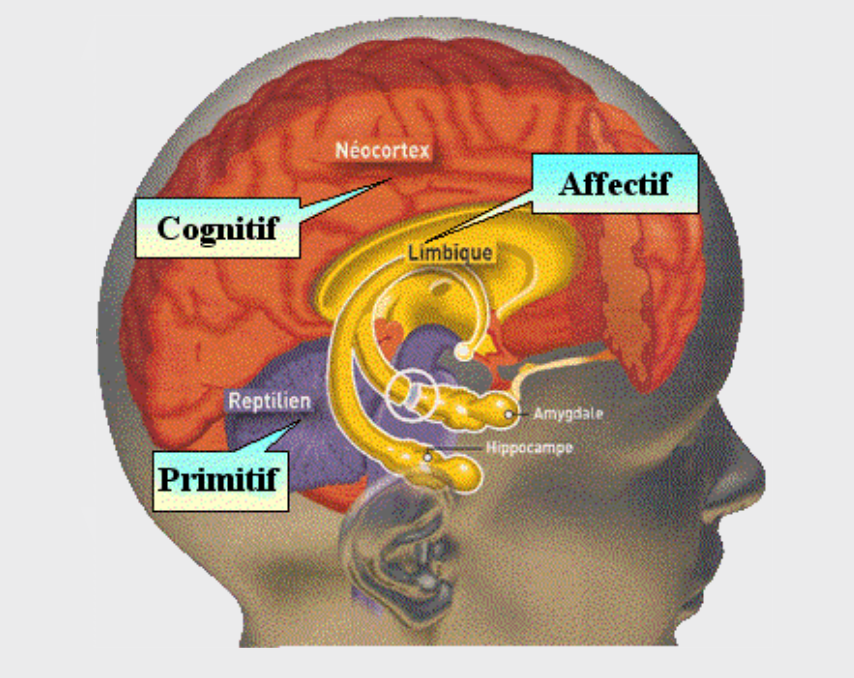 Néocortex
Affectif
Cognitif
Limbique
Reptilien
Amygdale
Hippocampe
Primitif